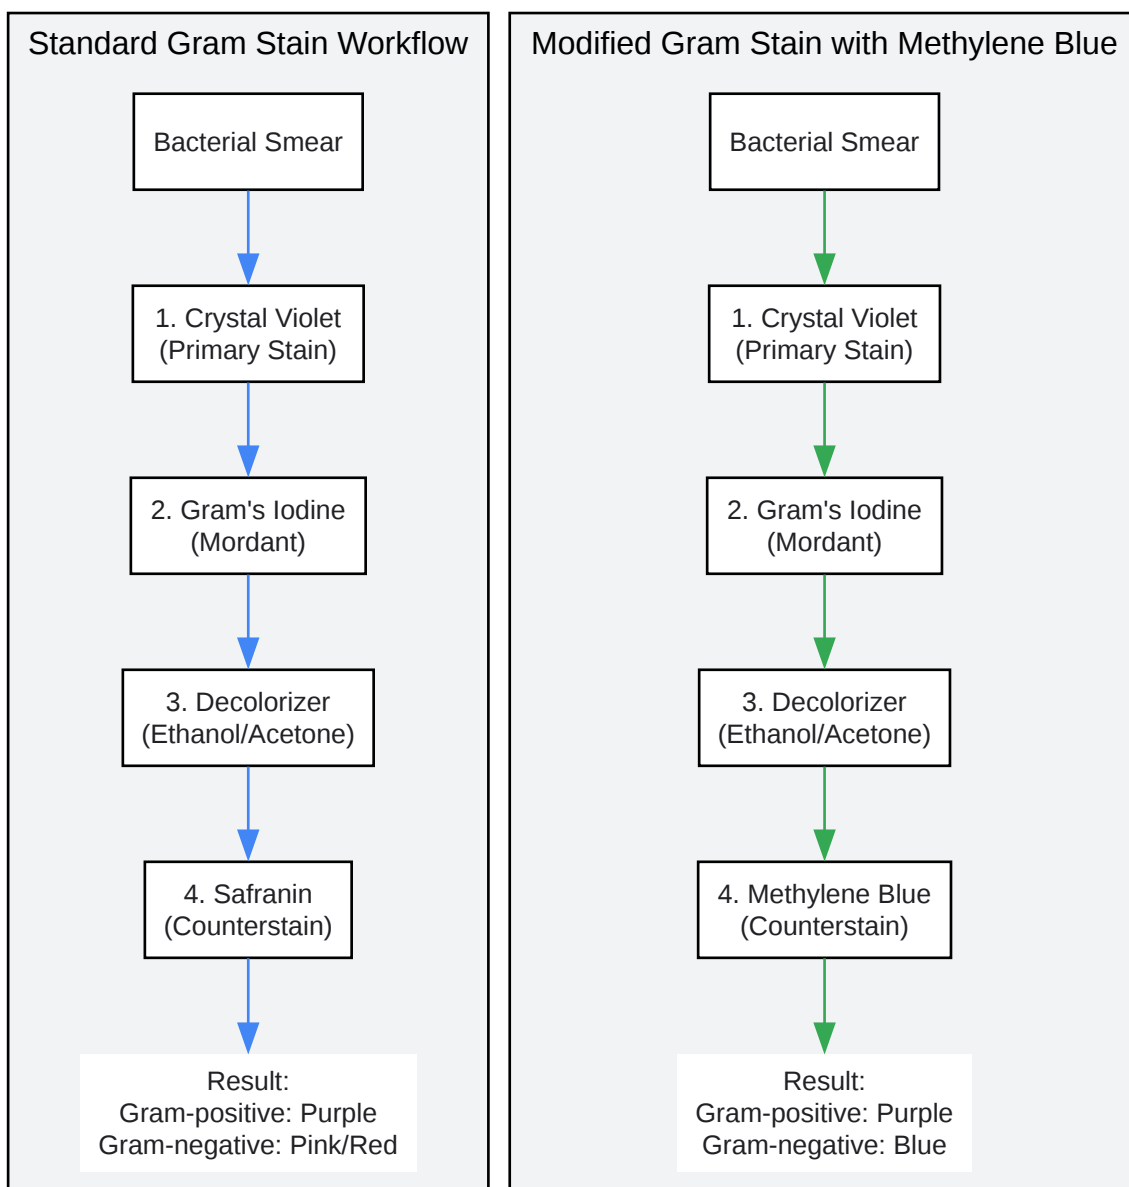 Standard Gram Stain Workflow
Bacterial Smear
1. Crystal Violet
(Primary Stain)
2. Gram's Iodine
(Mordant)
3. Decolorizer
(Ethanol/Acetone)
4. Safranin
(Counterstain)
Result:
Gram-positive: Purple
Gram-negative: Pink/Red
Modified Gram Stain with Methylene Blue
Bacterial Smear
1. Crystal Violet
(Primary Stain)
2. Gram's Iodine
(Mordant)
3. Decolorizer
(Ethanol/Acetone)
4. Methylene Blue
(Counterstain)
Result:
Gram-positive: Purple
Gram-negative: Blue